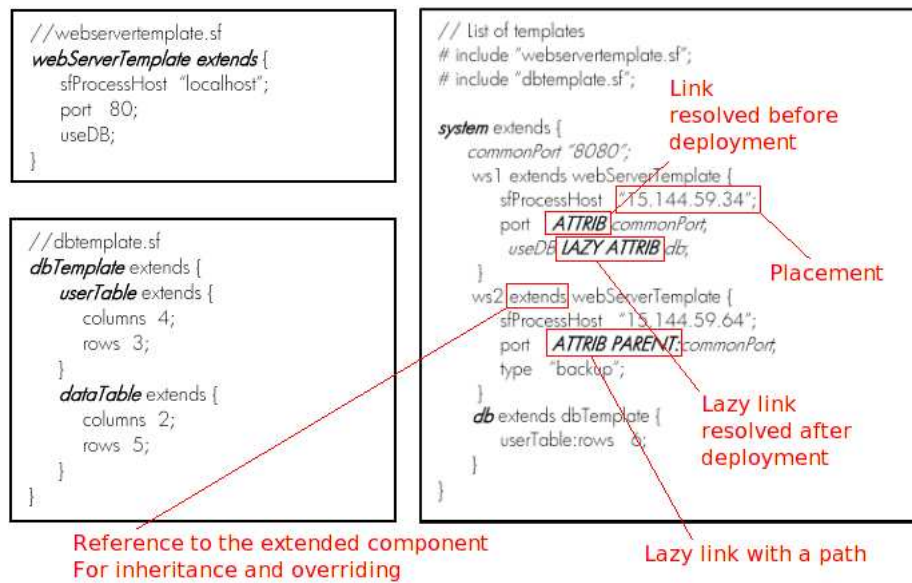 //webservertemplate.sf
webServerTemplate extends {
sfProcessHost "localhost";
port 80;
useDB;
}
//dbtemplate.sf
dbTemplate extends {
userTable extends {
columns 4;
rows 3;
}
dataTable extends {
columns 2;
rows 5;
}
}
// List of templates
# include "webservertemplate.sf";
# include "dbtemplate.sf";
system extends {
commonPort "8080";
ws1 extends webServerTemplate {
sfProcessHost "15.144.59.34";
port ATTRIB commonPort;
useDB LAZY ATTRIB db;
}
ws2 extends webServerTemplate {
sfProcessHost "15.144.59.64";
port ATTRIB PARENT:commonPort;
type "backup";
}
db extends dbTemplate {
userTable:rows 6;
}
}
Link
resolved before
deployment
Placement
Lazy link
resolved after
deployment
Lazy link with a path
Reference to the extended component
For inheritance and overriding